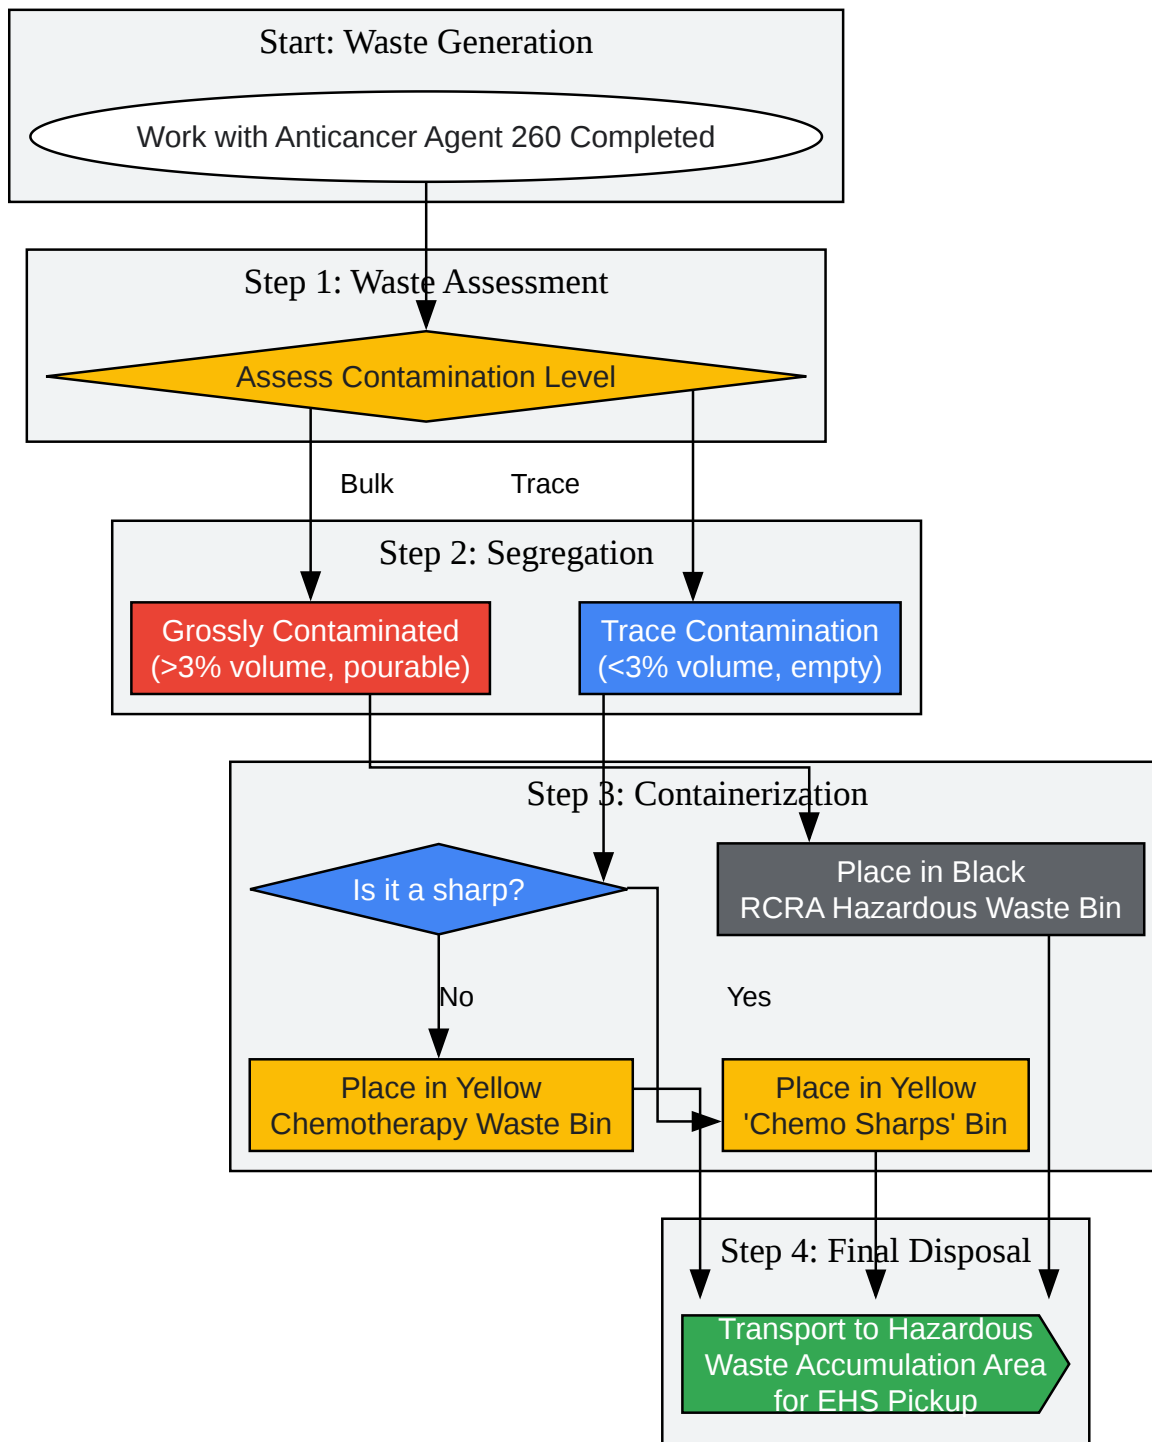 Start: Waste Generation
Work with Anticancer Agent 260 Completed
Step 1: Waste Assessment
Assess Contamination Level
Bulk
Trace
Step 2: Segregation
Grossly Contaminated
(>3% volume, pourable)
Trace Contamination
(<3% volume, empty)
Step 3: Containerization
Is it a sharp?
Place in Black
RCRA Hazardous Waste Bin
No
Yes
Place in Yellow
Chemotherapy Waste Bin
Place in Yellow
'Chemo Sharps' Bin
Step 4: Final Disposal
Transport to Hazardous
Waste Accumulation Area
for EHS Pickup